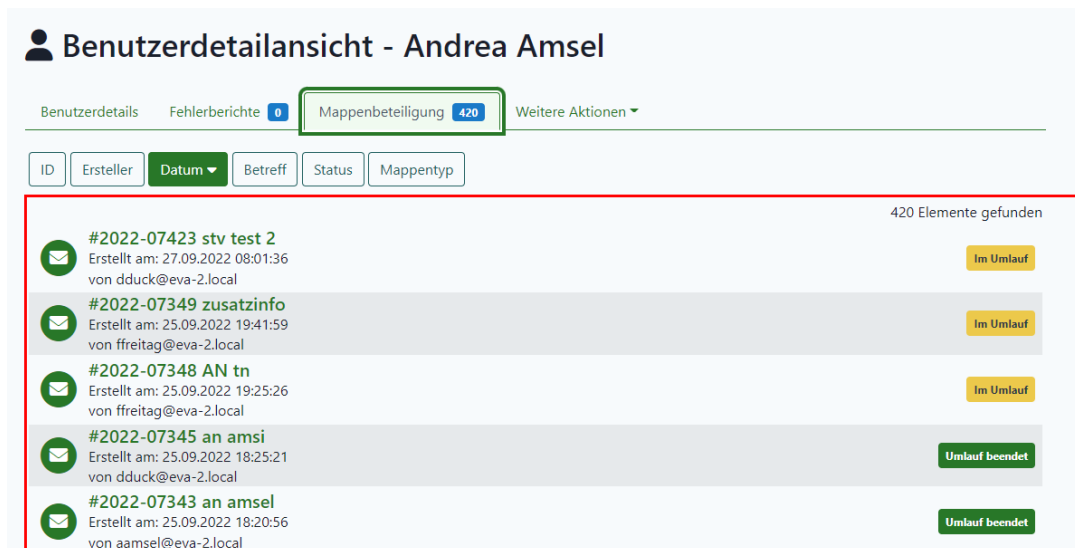 Benutzerdetailansicht - Andrea Amsel
Benutzerdetails Fehlerberichte 0 Mappenbeteiligung 420 Weitere Aktionen
ID Ersteller Datum Betreff Status Mappentyp
420 Elemente gefunden
#2022-07423 stv test 2
Erstellt am: 27.09.2022 08:01:36
von dduck@eva-2.local
Im Umlauf
#2022-07349 zusatzinfo
Erstellt am: 25.09.2022 19:41:59
von ffreitag@eva-2.local
Im Umlauf
#2022-07348 AN tn
Erstellt am: 25.09.2022 19:25:26
von ffreitag@eva-2.local
Im Umlauf
#2022-07345 an amsi
Erstellt am: 25.09.2022 18:25:21
von dduck@eva-2.local
Umlauf beendet
#2022-07343 an amsel
Erstellt am: 25.09.2022 18:20:56
von aamsel@eva-2.local
Umlauf beendet